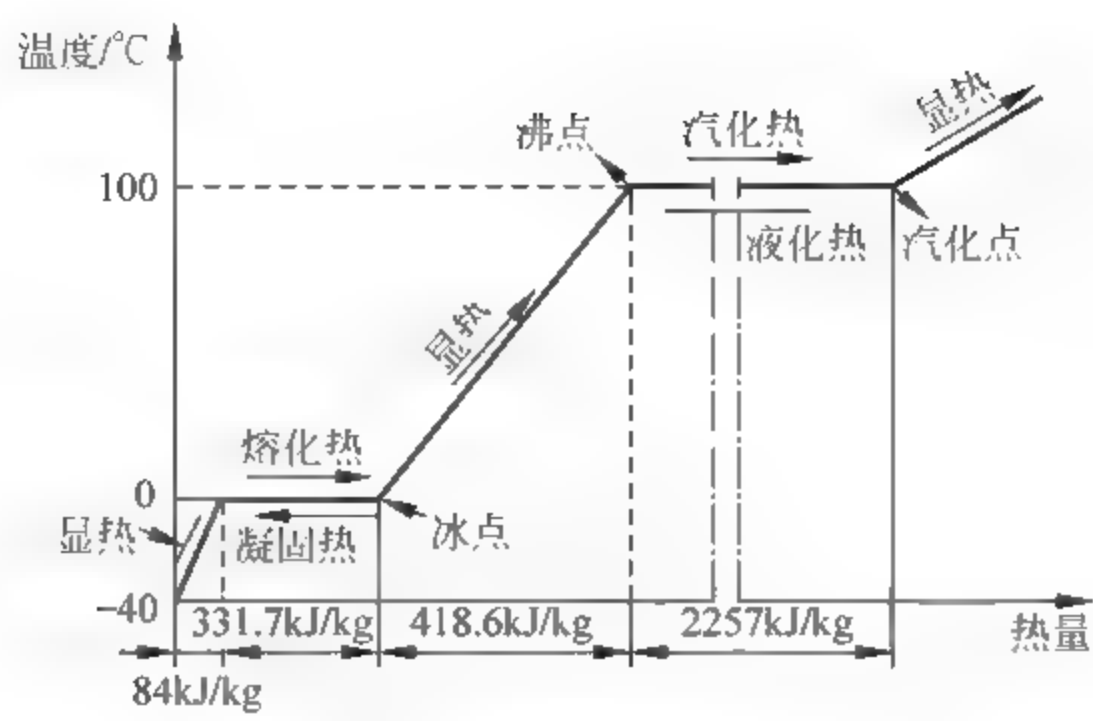 温度/℃
显热
沸点
汽化热
100
液化热
汽化点
显热
熔化热
0
显热
凝固热
冰点
-40
331.7kJ/kg
418.6kJ/kg
2257kJ/kg
热量
84kJ/kg